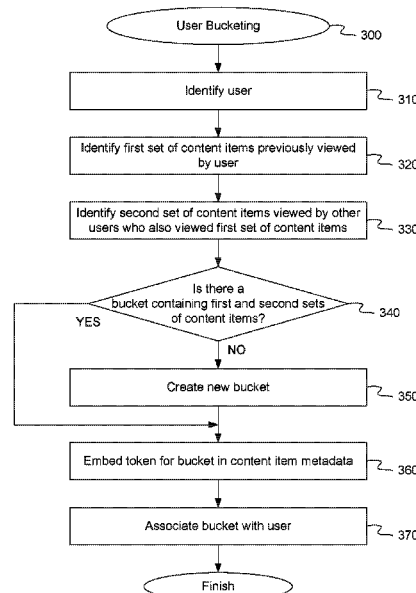 User Bucketing
300
Identify user
310
Identify first set of content items previously viewed
by user
320
Identify second set of content items viewed by other
users who also viewed first set of content items
330
Is there a
bucket containing first and second sets
of content items?
340
YES
NO
Create new bucket
350
Embed token for bucket in content item metadata
360
Associate bucket with user
370
Finish